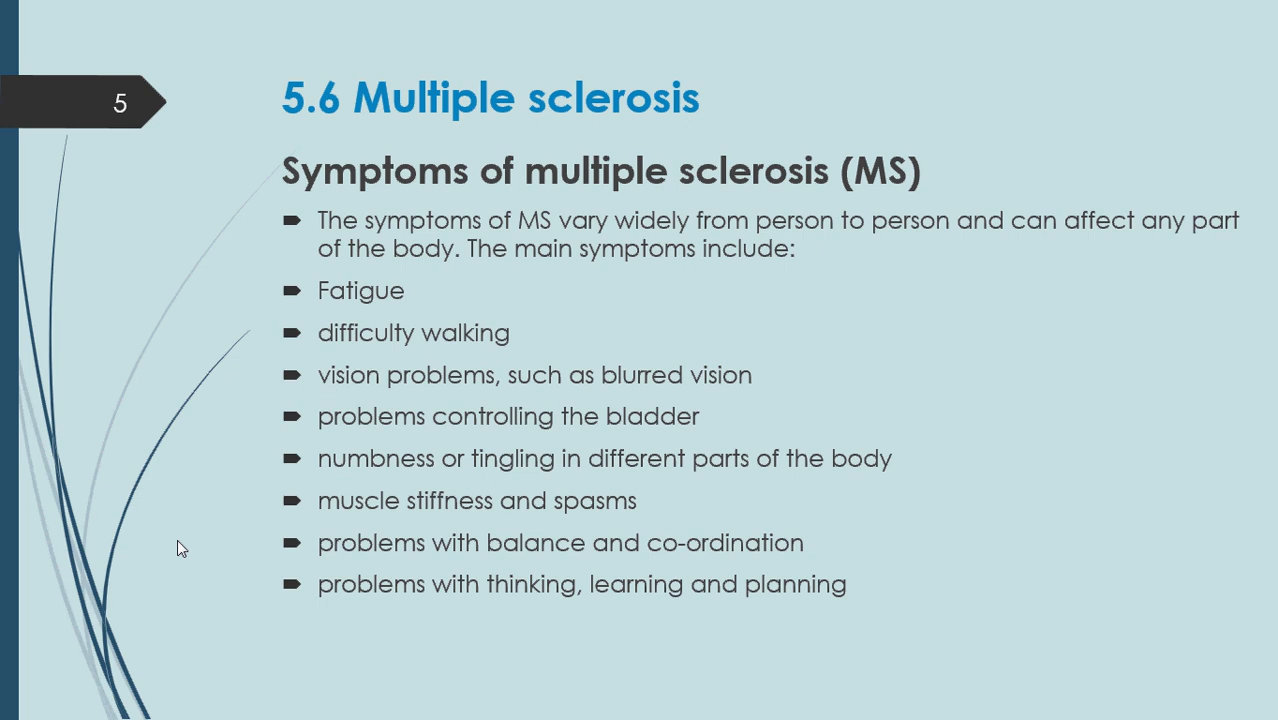 5
5.6 Multiple sclerosis
Symptoms of multiple sclerosis (MS)
The symptoms of MS vary widely from person to person and can affect any part
of the body. The main symptoms include:
Fatigue
difficulty walking
vision problems, such as blurred vision
problems controlling the bladder
numbness or tingling in different parts of the body
muscle stiffness and spasms
problems with balance and co-ordination
problems with thinking, learning and planning